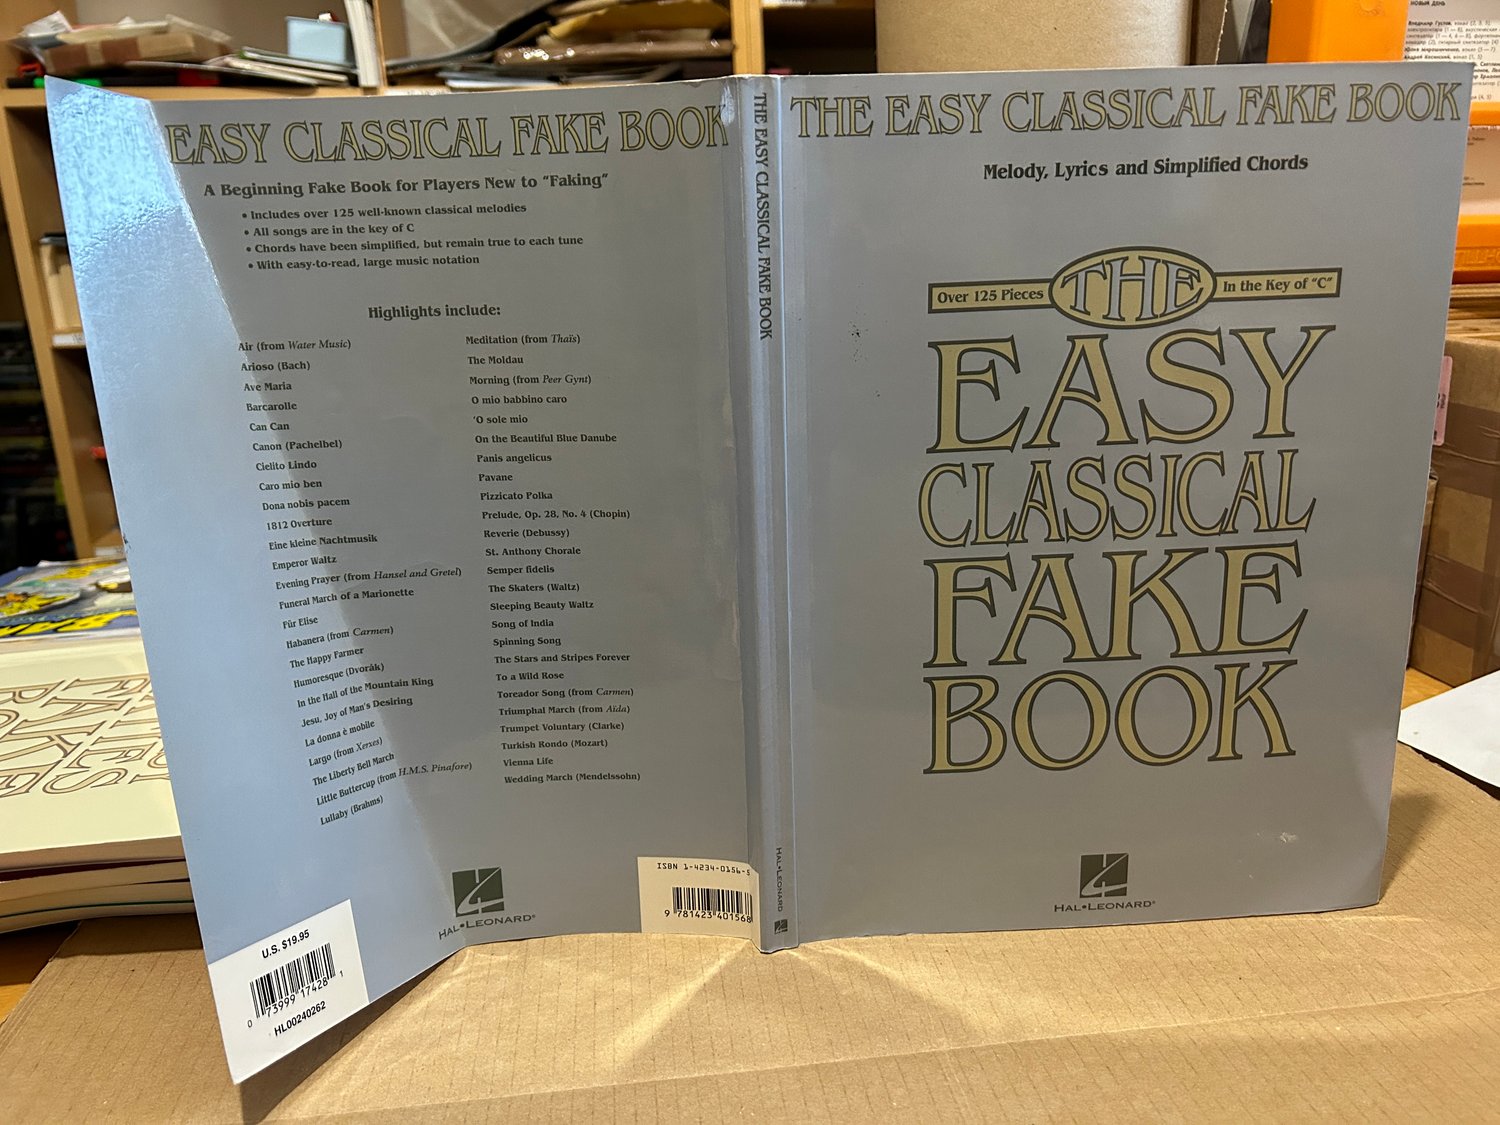 EASY CLASSICAL FAKE BOOK
A Beginning Fake Book for Players New to "Faking"
• Includes over 125 well-known classical melodies
• All songs are in the key of C
• Chords have been simplified, but remain true to each tune
• With easy-to-read, large music notation
Highlights include:
Air (from Water Music)
Arioso (Bach)
Ave Maria
Barcarolle
Can Can
Canon (Pachelbel)
Cielito Lindo
Caro mio ben
Dona nobis pacem
1812 Overture
Eine kleine Nachtmusik
Emperor Waltz
Evening Prayer (from Hansel and Gretel)
Funeral March of a Marionette
Für Elise
Habanera (from Carmen)
The Happy Farmer
Humoresque (Dvorák)
In the Hall of the Mountain King
Jesu, Joy of Man's Desiring
La donna è mobile
Largo (from Xerxes)
The Liberty Bell March
Little Buttercup (from H.M.S. Pinafore)
Lullaby (Brahms)
Meditation (from Thaïs)
The Moldau
Morning (from Peer Gynt)
O mio babbino caro
'O sole mio
On the Beautiful Blue Danube
Panis angelicus
Pavane
Pizzicato Polka
Prelude, Op. 28, No. 4 (Chopin)
Reverie (Debussy)
St. Anthony Chorale
Semper fidelis
The Skaters (Waltz)
Sleeping Beauty Waltz
Song of India
Spinning Song
The Stars and Stripes Forever
To a Wild Rose
Toreador Song (from Carmen)
Triumphal March (from Aïda)
Trumpet Voluntary (Clarke)
Turkish Rondo (Mozart)
Vienna Life
Wedding March (Mendelssohn)
HAL•LEONARD®
ISBN 1-4234-0156-5
9 781423 401568
U.S. $19.95
0 73999 17428 1
HL00240262
THE EASY CLASSICAL FAKE BOOK
HAL•LEONARD
THE EASY CLASSICAL FAKE BOOK
Melody, Lyrics and Simplified Chords
Over 125 Pieces
THE
In the Key of "C"
EASY
CLASSICAL
FAKE
BOOK
HAL•LEONARD®
НОВЫЙ ДЕНЬ